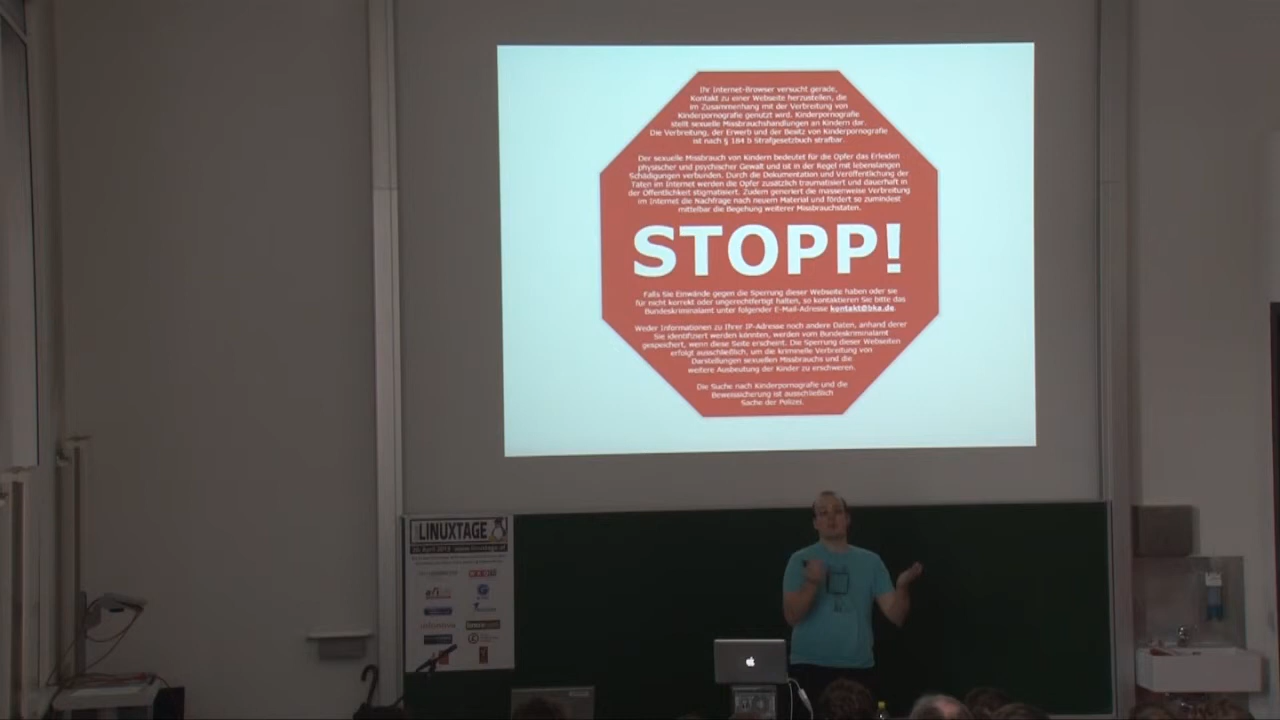 Ihr Internet-Browser versucht gerade,
Kontakt zu einer Webseite herzustellen, die
im Zusammenhang mit der Verbreitung von
Kinderpornografie genutzt wird. Kinderpornografie
stellt sexuelle Missbrauchshandlungen an Kindern dar.
Die Verbreitung, der Erwerb und der Besitz von Kinderpornografie
ist nach § 184 b Strafgesetzbuch strafbar.
Der sexuelle Missbrauch von Kindern bedeutet für die Opfer das Erleiden
physischer und psychischer Gewalt und ist in der Regel mit lebenslangen
Schädigungen verbunden. Durch die Dokumentation und Veröffentlichung der
Taten im Internet werden die Opfer zusätzlich traumatisiert und dauerhaft in
der Öffentlichkeit stigmatisiert. Zudem generiert die massenweise Verbreitung
im Internet die Nachfrage nach neuem Material und fördert so zumindest
mittelbar die Begehung weiterer Missbrauchstaten.
STOPP!
Falls Sie Einwände gegen die Sperrung dieser Webseite haben oder sie
für nicht korrekt oder ungerechtfertigt halten, so kontaktieren Sie bitte das
Bundeskriminalamt unter folgender E-Mail-Adresse kontakt@bka.de.
Weder Informationen zu Ihrer IP-Adresse noch andere Daten, anhand derer
Sie identifiziert werden könnten, werden vom Bundeskriminalamt
gespeichert, wenn diese Seite erscheint. Die Sperrung dieser Webseiten
erfolgt ausschließlich, um die kriminelle Verbreitung von
Darstellungen sexuellen Missbrauchs und die
weitere Ausbeutung der Kinder zu erschweren.
Die Suche nach Kinderpornografie und die
Beweissicherung ist ausschließlich
Sache der Polizei.
LINUXTAGE